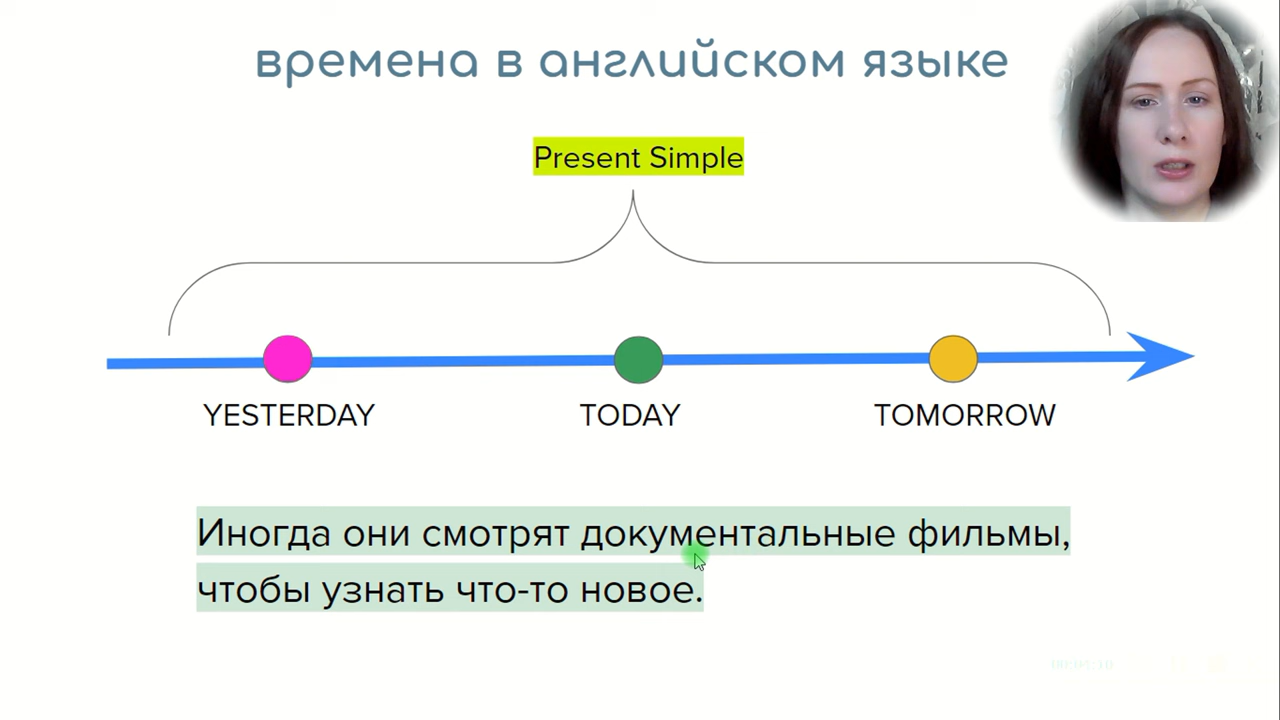 времена в английском языке
Present Simple
YESTERDAY TODAY TOMORROW
Иногда они смотрят документальные фильмы,
чтобы узнать что-то новое.